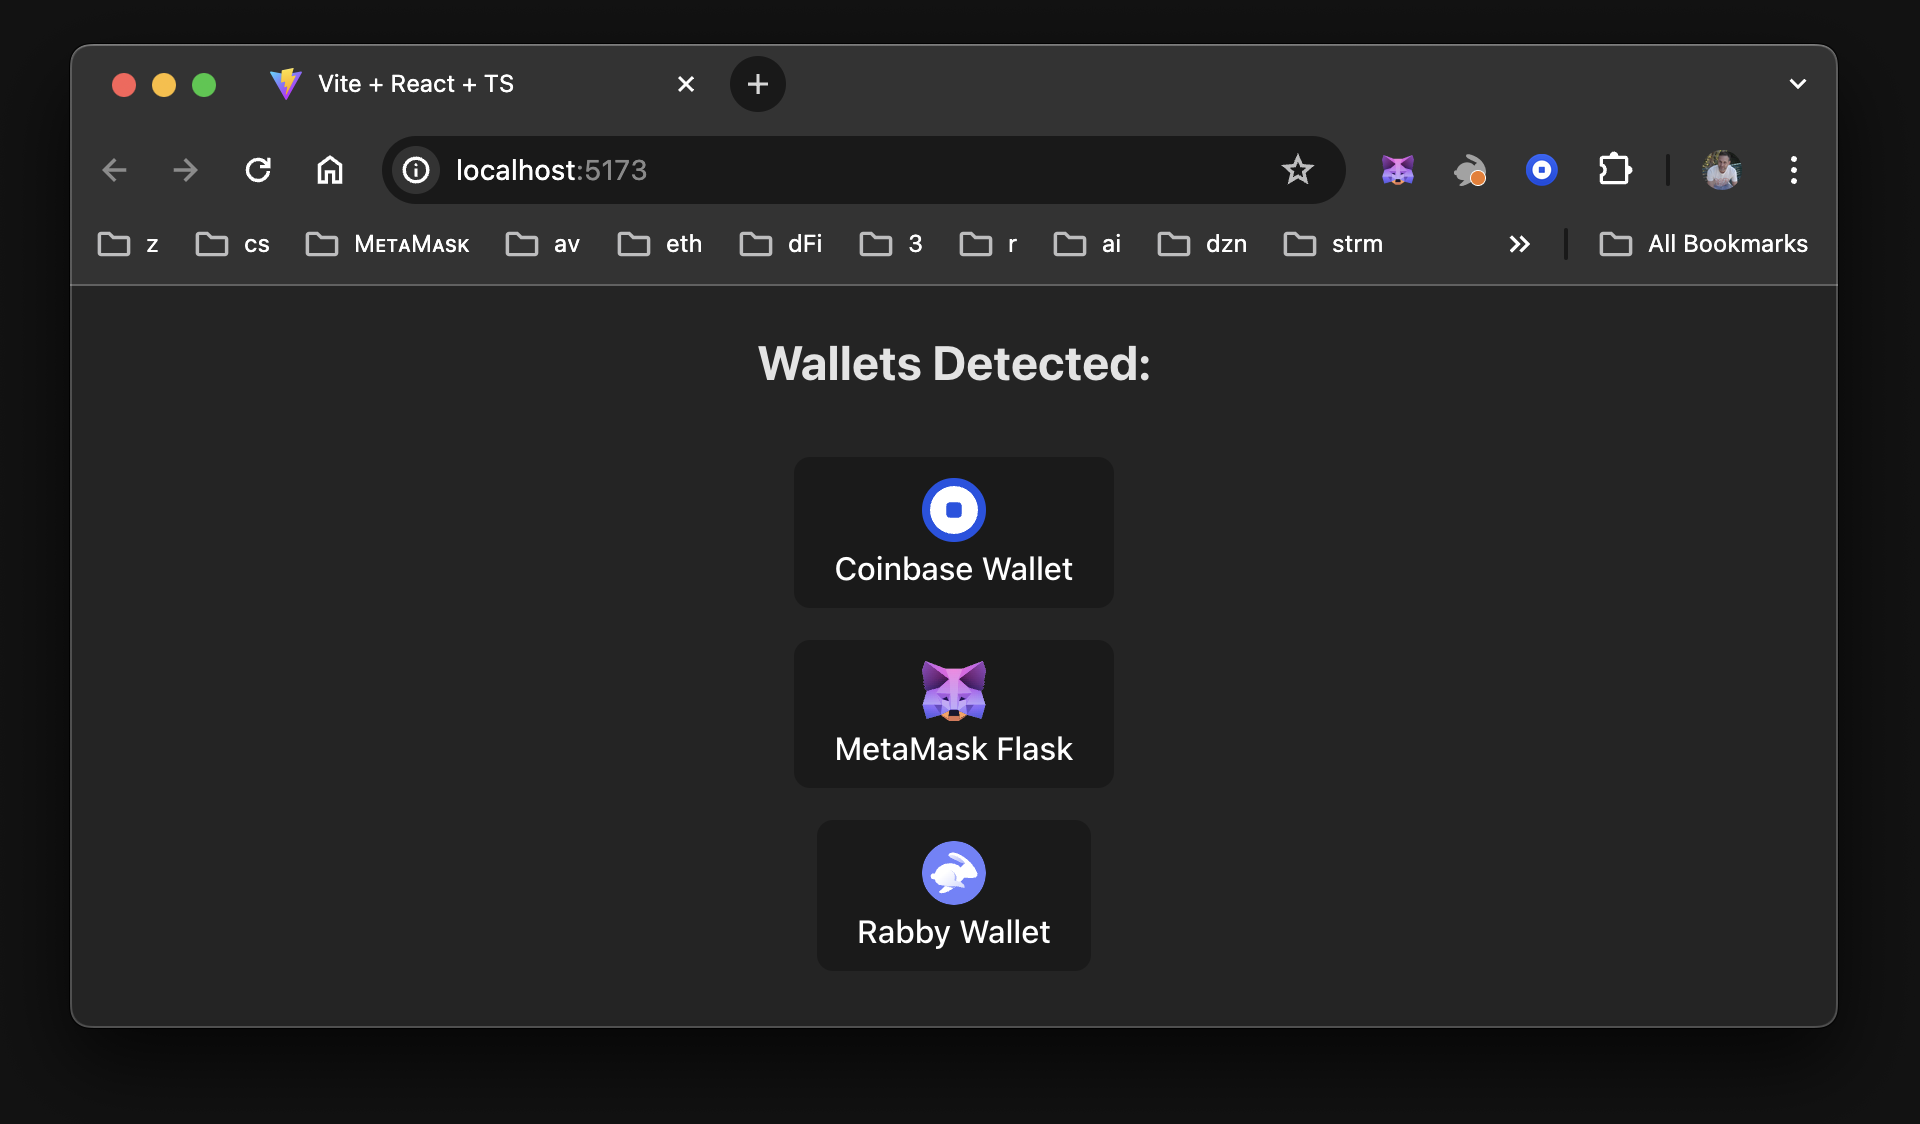 Vite + React + TS
localhost:5173
z cs MᴇᴛᴀMᴀsᴋ av eth dFi 3 r ai dzn strm All Bookmarks
Wallets Detected:
Coinbase Wallet
MetaMask Flask
Rabby Wallet